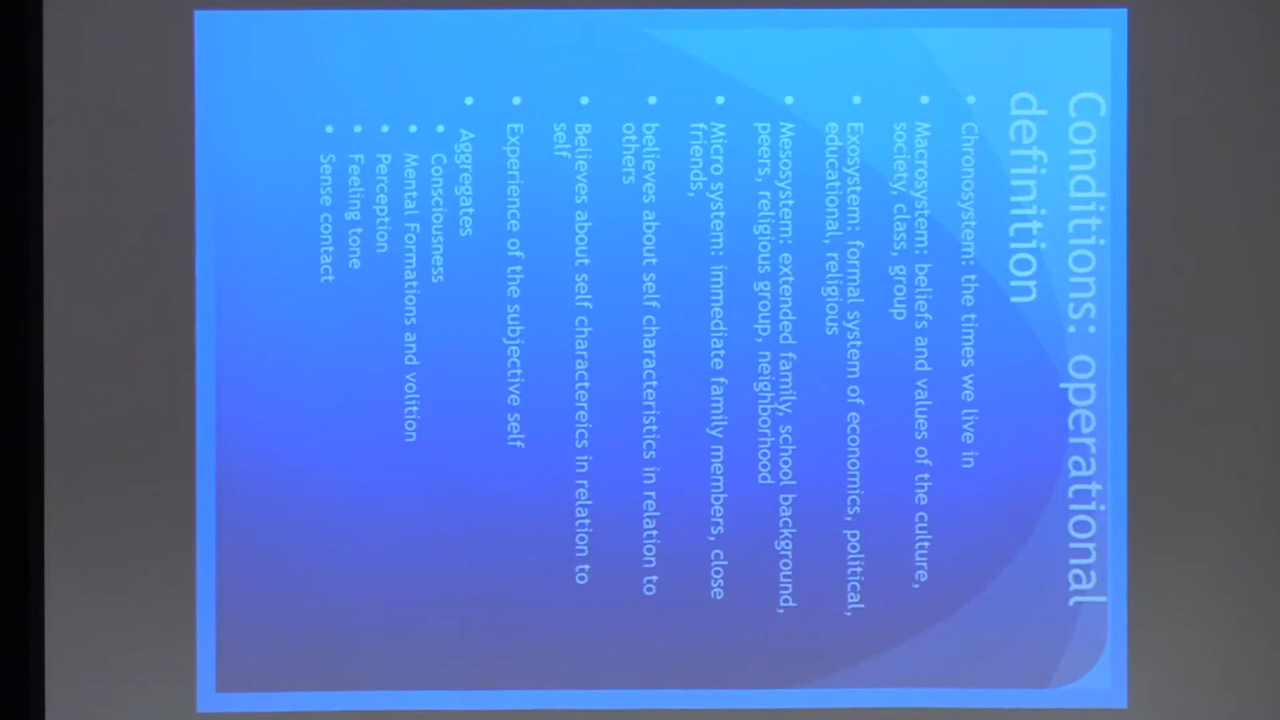 Conditions: operational
definition
• Chronosystem: the times we live in
• Macrosystem: beliefs and values of the culture,
society, class, group
• Exosystem: formal system of economics, political,
educational, religious
• Mesosystem: extended family, school background,
peers, religious group, neighborhood
• Micro system: immediate family members, close
friends,
• believes about self characteristics in relation to
others
• Believes about self charactereics in relation to
self
• Experience of the subjective self
• Aggregates
• Consciousness
• Mental Formations and volition
• Perception
• Feeling tone
• Sense contact